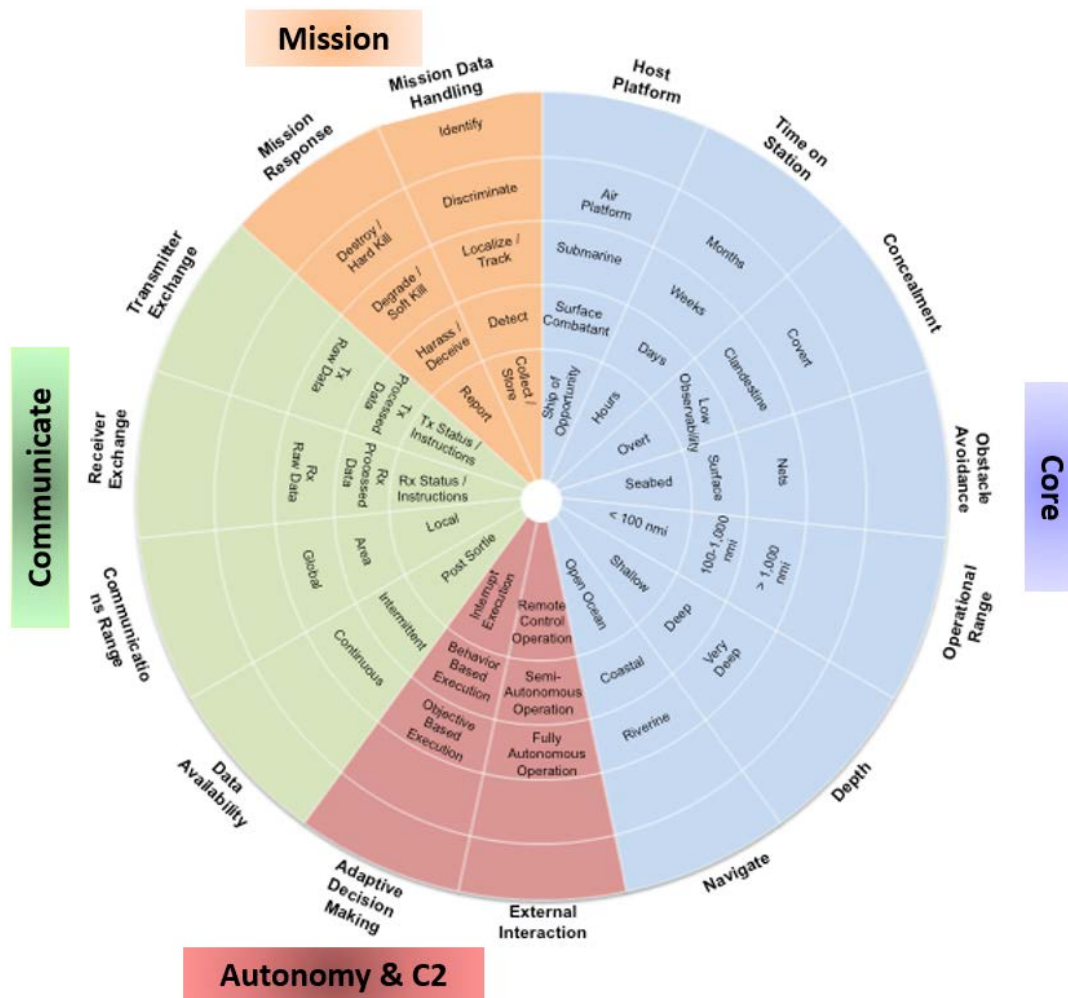 Mission
Mission Data
Handling
Host
Platform
Time on
Station
Concealment
Obstacle
Avoidance
Core
Operational
Range
Depth
Navigate
External
Interaction
Adaptive
Decision
Making
Autonomy & C2
Data
Availability
Communicatio
ns Range
Communicate
Receiver
Exchange
Transmitter
Exchange
Mission
Response
Identify
Discriminate
Localize /
Track
Detect
Collect /
Store
Air
Platform
Submarine
Surface
Combatant
Ship of
Opportunity
Months
Weeks
Days
Hours
Covert
Clandestine
Low
Observability
Overt
Nets
Surface
Seabed
> 1,000
nmi
100-1,000
nmi
< 100 nmi
Very
Deep
Deep
Shallow
Riverine
Coastal
Open Ocean
Remote
Control
Operation
Semi-
Autonomous
Operation
Fully
Autonomous
Operation
Interrupt
Execution
Behavior
Based
Execution
Objective
Based
Execution
Post Sortie
Intermittent
Continuous
Local
Area
Global
Rx Status /
Instructions
Rx
Processed
Data
Rx
Raw Data
Tx Status /
Instructions
Tx
Processed
Data
Tx
Raw Data
Report
Harass /
Deceive
Degrade /
Soft Kill
Destroy /
Hard Kill